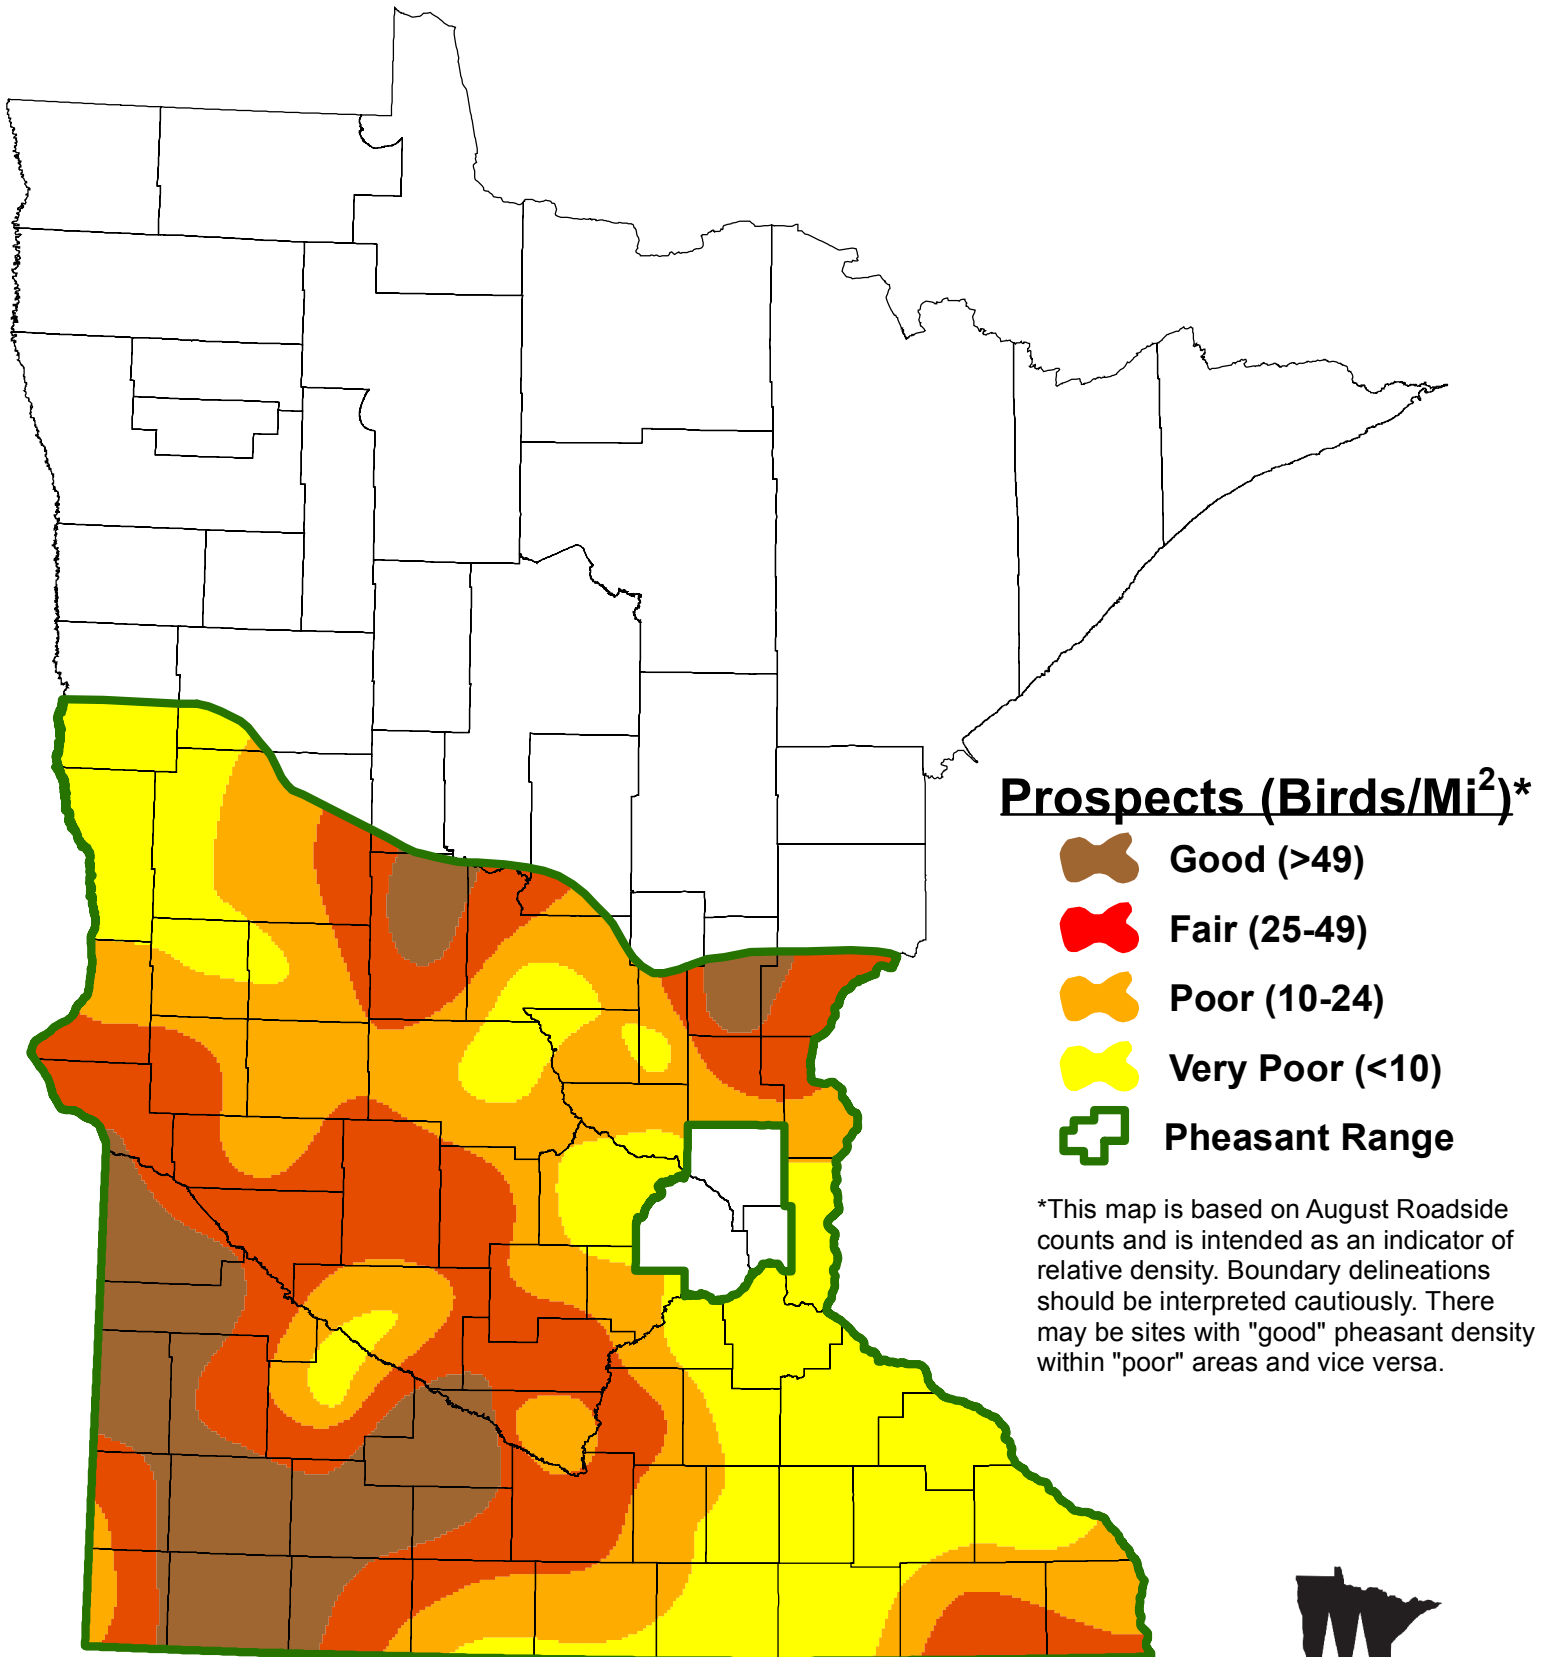 Prospects (Birds/Mi²)*
Good (>49)
Fair (25-49)
Poor (10-24)
Very Poor (<10)
Pheasant Range
*This map is based on August Roadside
counts and is intended as an indicator of
relative density. Boundary delineations
should be interpreted cautiously. There
may be sites with "good" pheasant density
within "poor" areas and vice versa.